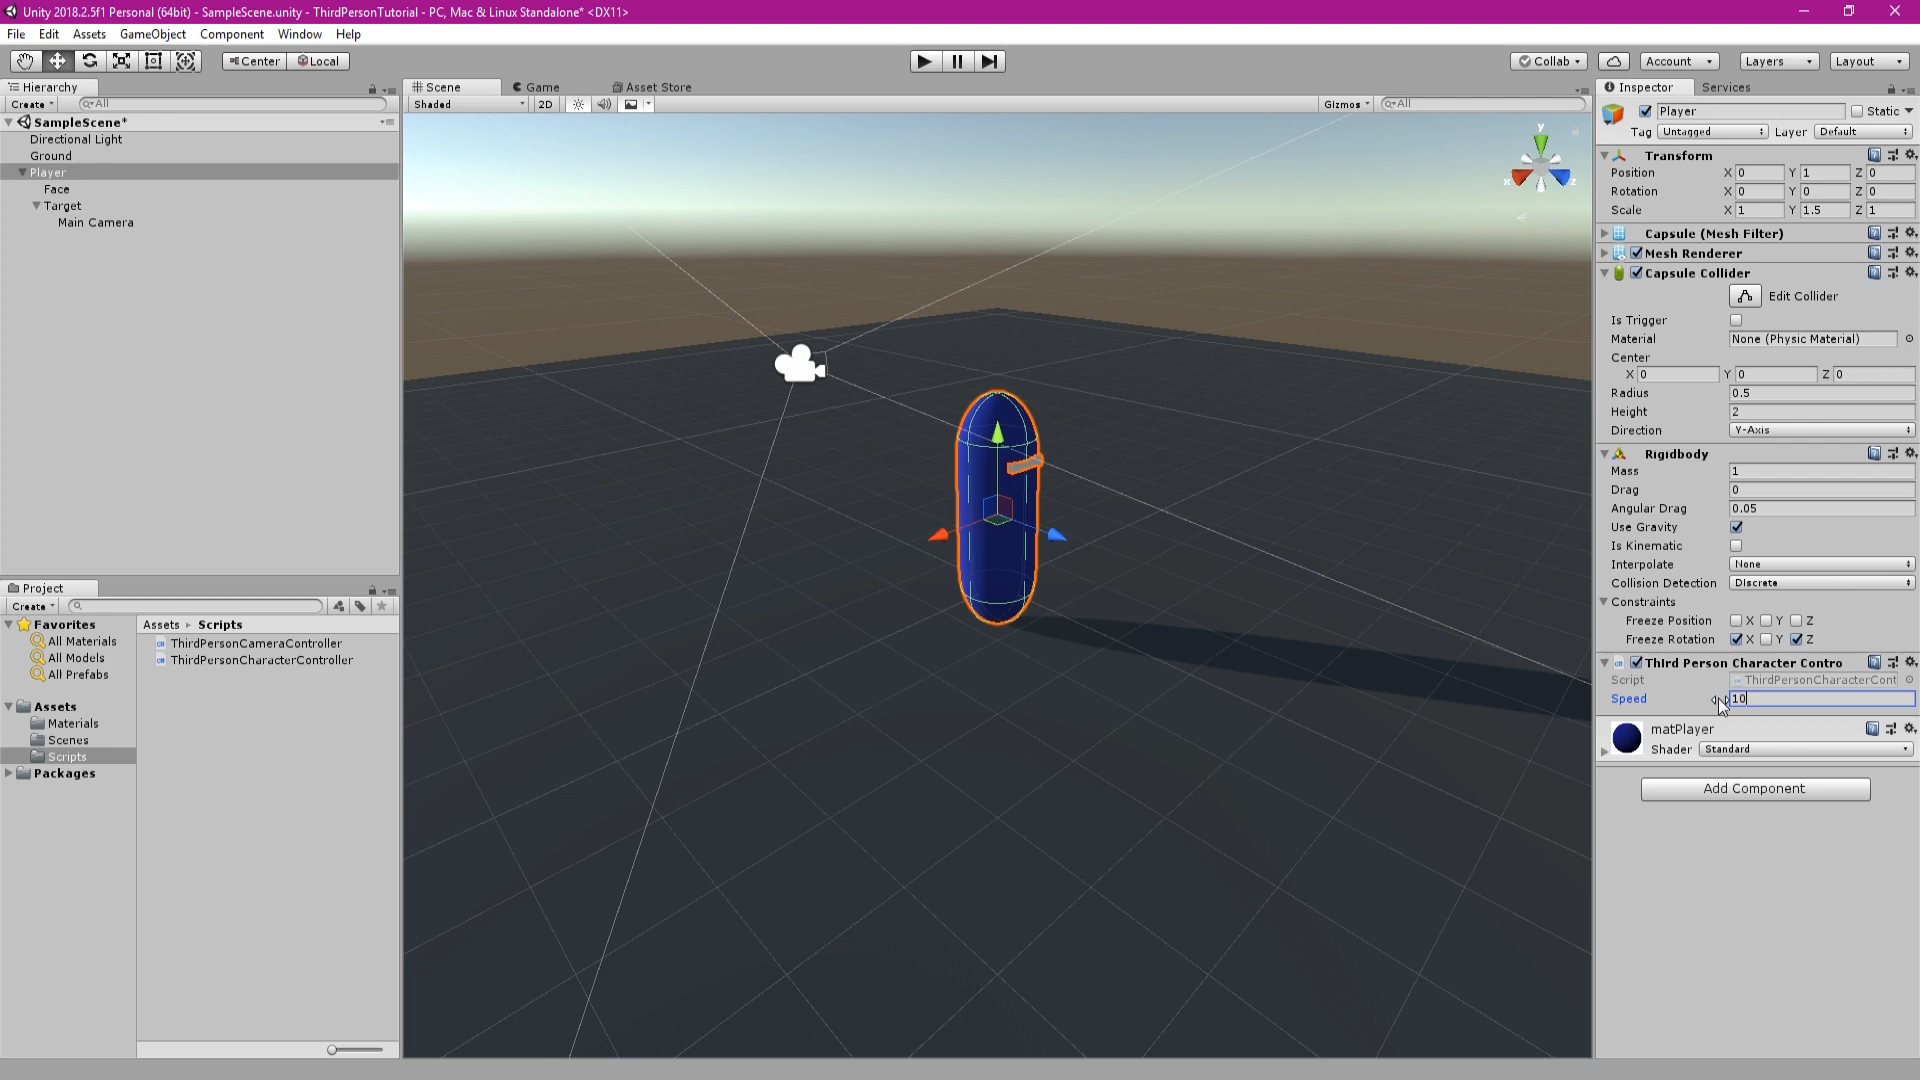 Unity 2018.2.5f1 Personal (64bit) - SampleScene.unity - ThirdPersonTutorial - PC, Mac & Linux Standalone* <DX11>
File Edit Assets GameObject Component Window Help
Center Local Collab Account Layers Layout
Hierarchy
Create All
SampleScene*
Directional Light
Ground
Player
Face
Target
Main Camera
Project
Create
Favorites
All Materials
All Models
All Prefabs
Assets
Materials
Scenes
Scripts
Packages
Assets Scripts
ThirdPersonCameraController
ThirdPersonCharacterController
Scene Game Asset Store
Shaded 2D Gizmos All
y
x z
Inspector Services
Player Static
Tag Untagged Layer Default
Transform
Position X 0 Y 1 Z 0
Rotation X 0 Y 0 Z 0
Scale X 1 Y 1.5 Z 1
Capsule (Mesh Filter)
Mesh Renderer
Capsule Collider
Edit Collider
Is Trigger
Material None (Physic Material)
Center
X 0 Y 0 Z 0
Radius 0.5
Height 2
Direction Y-Axis
Rigidbody
Mass 1
Drag 0
Angular Drag 0.05
Use Gravity
Is Kinematic
Interpolate None
Collision Detection Discrete
Constraints
Freeze Position X Y Z
Freeze Rotation X Y Z
Third Person Character Contro
Script ThirdPersonCharacterCont
Speed 10
matPlayer
Shader Standard
Add Component